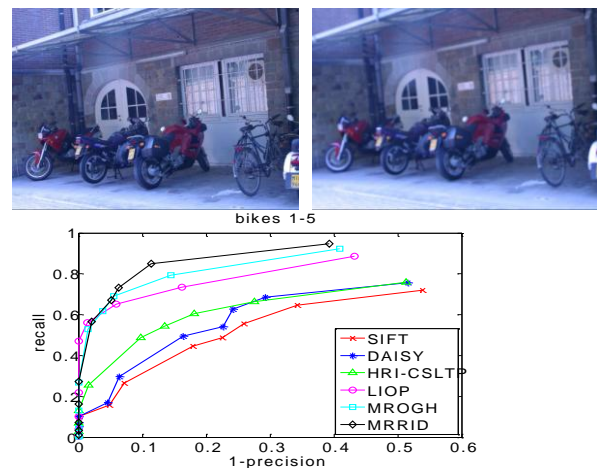 bikes 1-5
1
0.8
0.6
0.4
0.2
0
recall
SIFT
DAISY
HRI-CSLTP
LIOP
MROGH
MRRID
0 0.1 0.2 0.3 0.4 0.5 0.6
1-precision